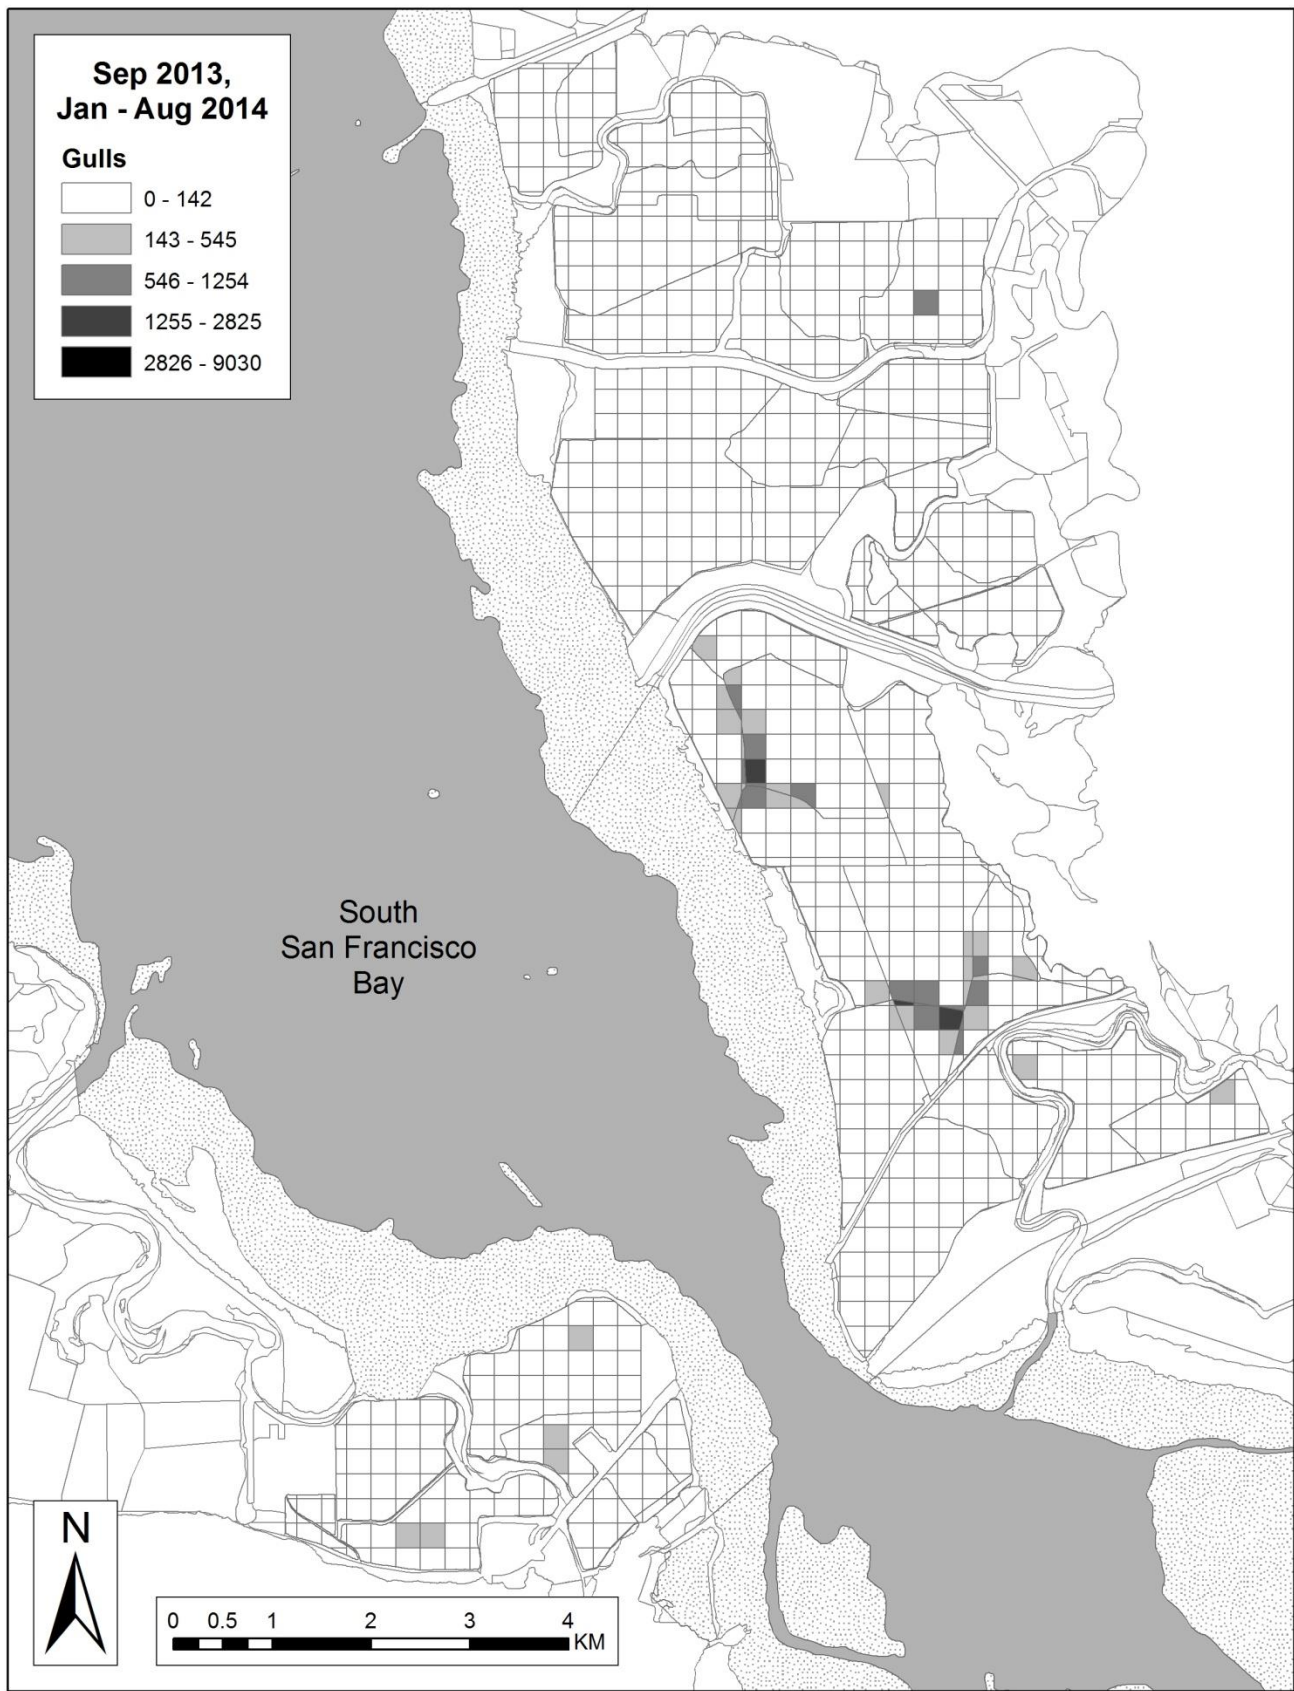 Sep 2013,
Jan - Aug 2014
Gulls
0 - 142
143 - 545
546 - 1254
1255 - 2825
2826 - 9030
South
San Francisco
Bay
N
0 0.5 1 2 3 4
KM